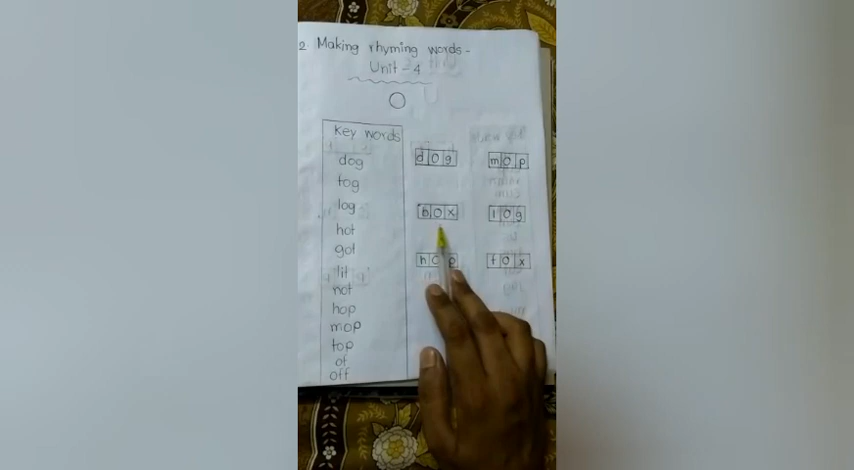 2 Making rhyming words -
Unit - 4
O
Key words
dog
tog
log
hot
got
lit
not
hop
mop
top
of
off
dog
mop
box
log
hop
fox